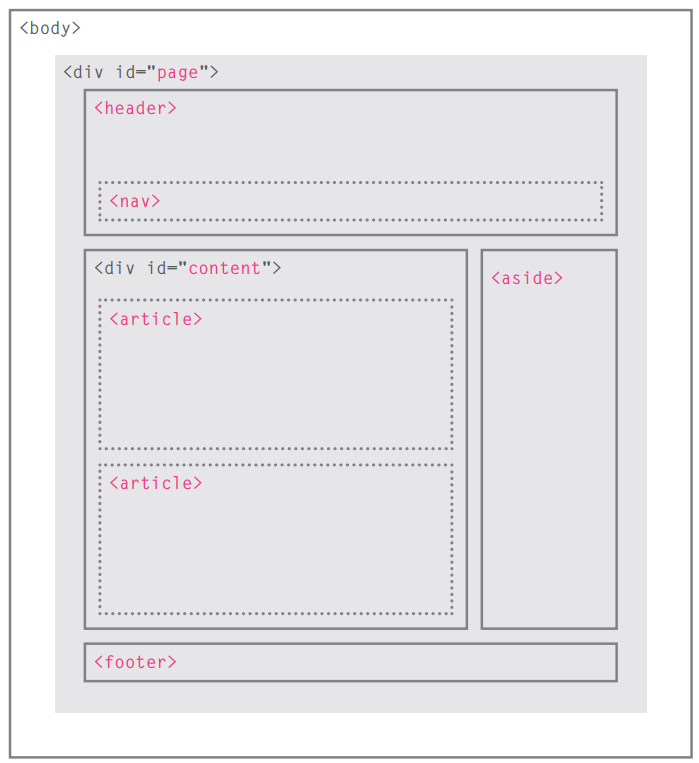 <body>
<div id="page">
<header>
<nav>
<div id="content">
<article>
<article>
<aside>
<footer>